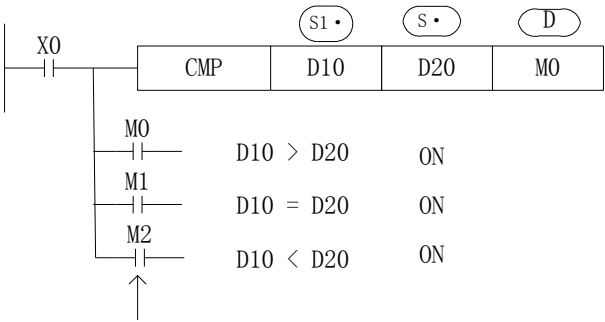 S1· S· D
X0
CMP D10 D20 M0
M0
D10 > D20 ON
M1
D10 = D20 ON
M2
D10 < D20 ON